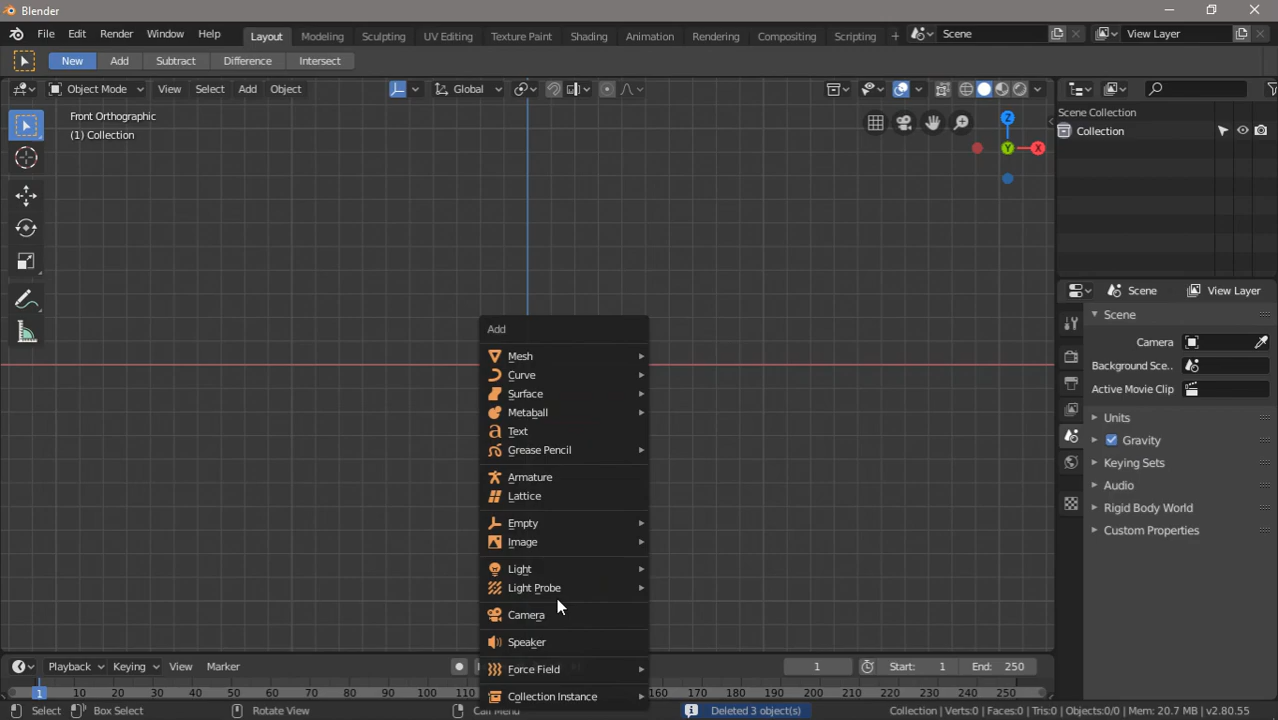 Blender
File Edit Render Window Help Layout Modeling Sculpting UV Editing Texture Paint Shading Animation Rendering Compositing Scripting + Scene View Layer
New Add Subtract Difference Intersect
Object Mode View Select Add Object Global
Front Orthographic
(1) Collection
Z
Y
X
Scene Collection
Collection
Scene View Layer
Scene
Camera
Background Sce..
Active Movie Clip
Units
Gravity
Keying Sets
Audio
Rigid Body World
Custom Properties
Add
Mesh
Curve
Surface
Metaball
Text
Grease Pencil
Armature
Lattice
Empty
Image
Light
Light Probe
Camera
Speaker
Force Field
Collection Instance
Playback Keying View Marker 1 Start: 1 End: 250
1 10 20 30 40 50 60 70 80 90 100 110 160 170 180 190 200 210 220 230 240 250
Select Box Select Rotate View Call Menu Deleted 3 object(s) Collection | Verts:0 | Faces:0 | Tris:0 | Objects:0/0 | Mem: 20.7 MB | v2.80.55